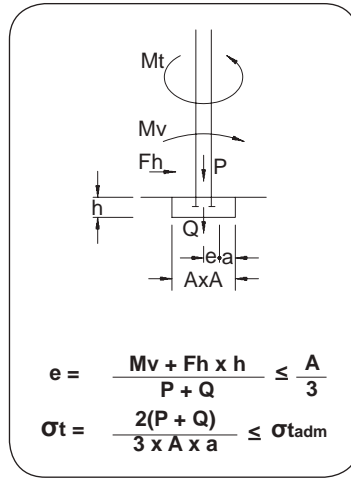 Mt
Mv
Fh
P
h
Q
e a
AxA
e = Mv + Fh x h / P + Q ≤ A / 3
σt = 2(P + Q) / 3 x A x a ≤ σtadm